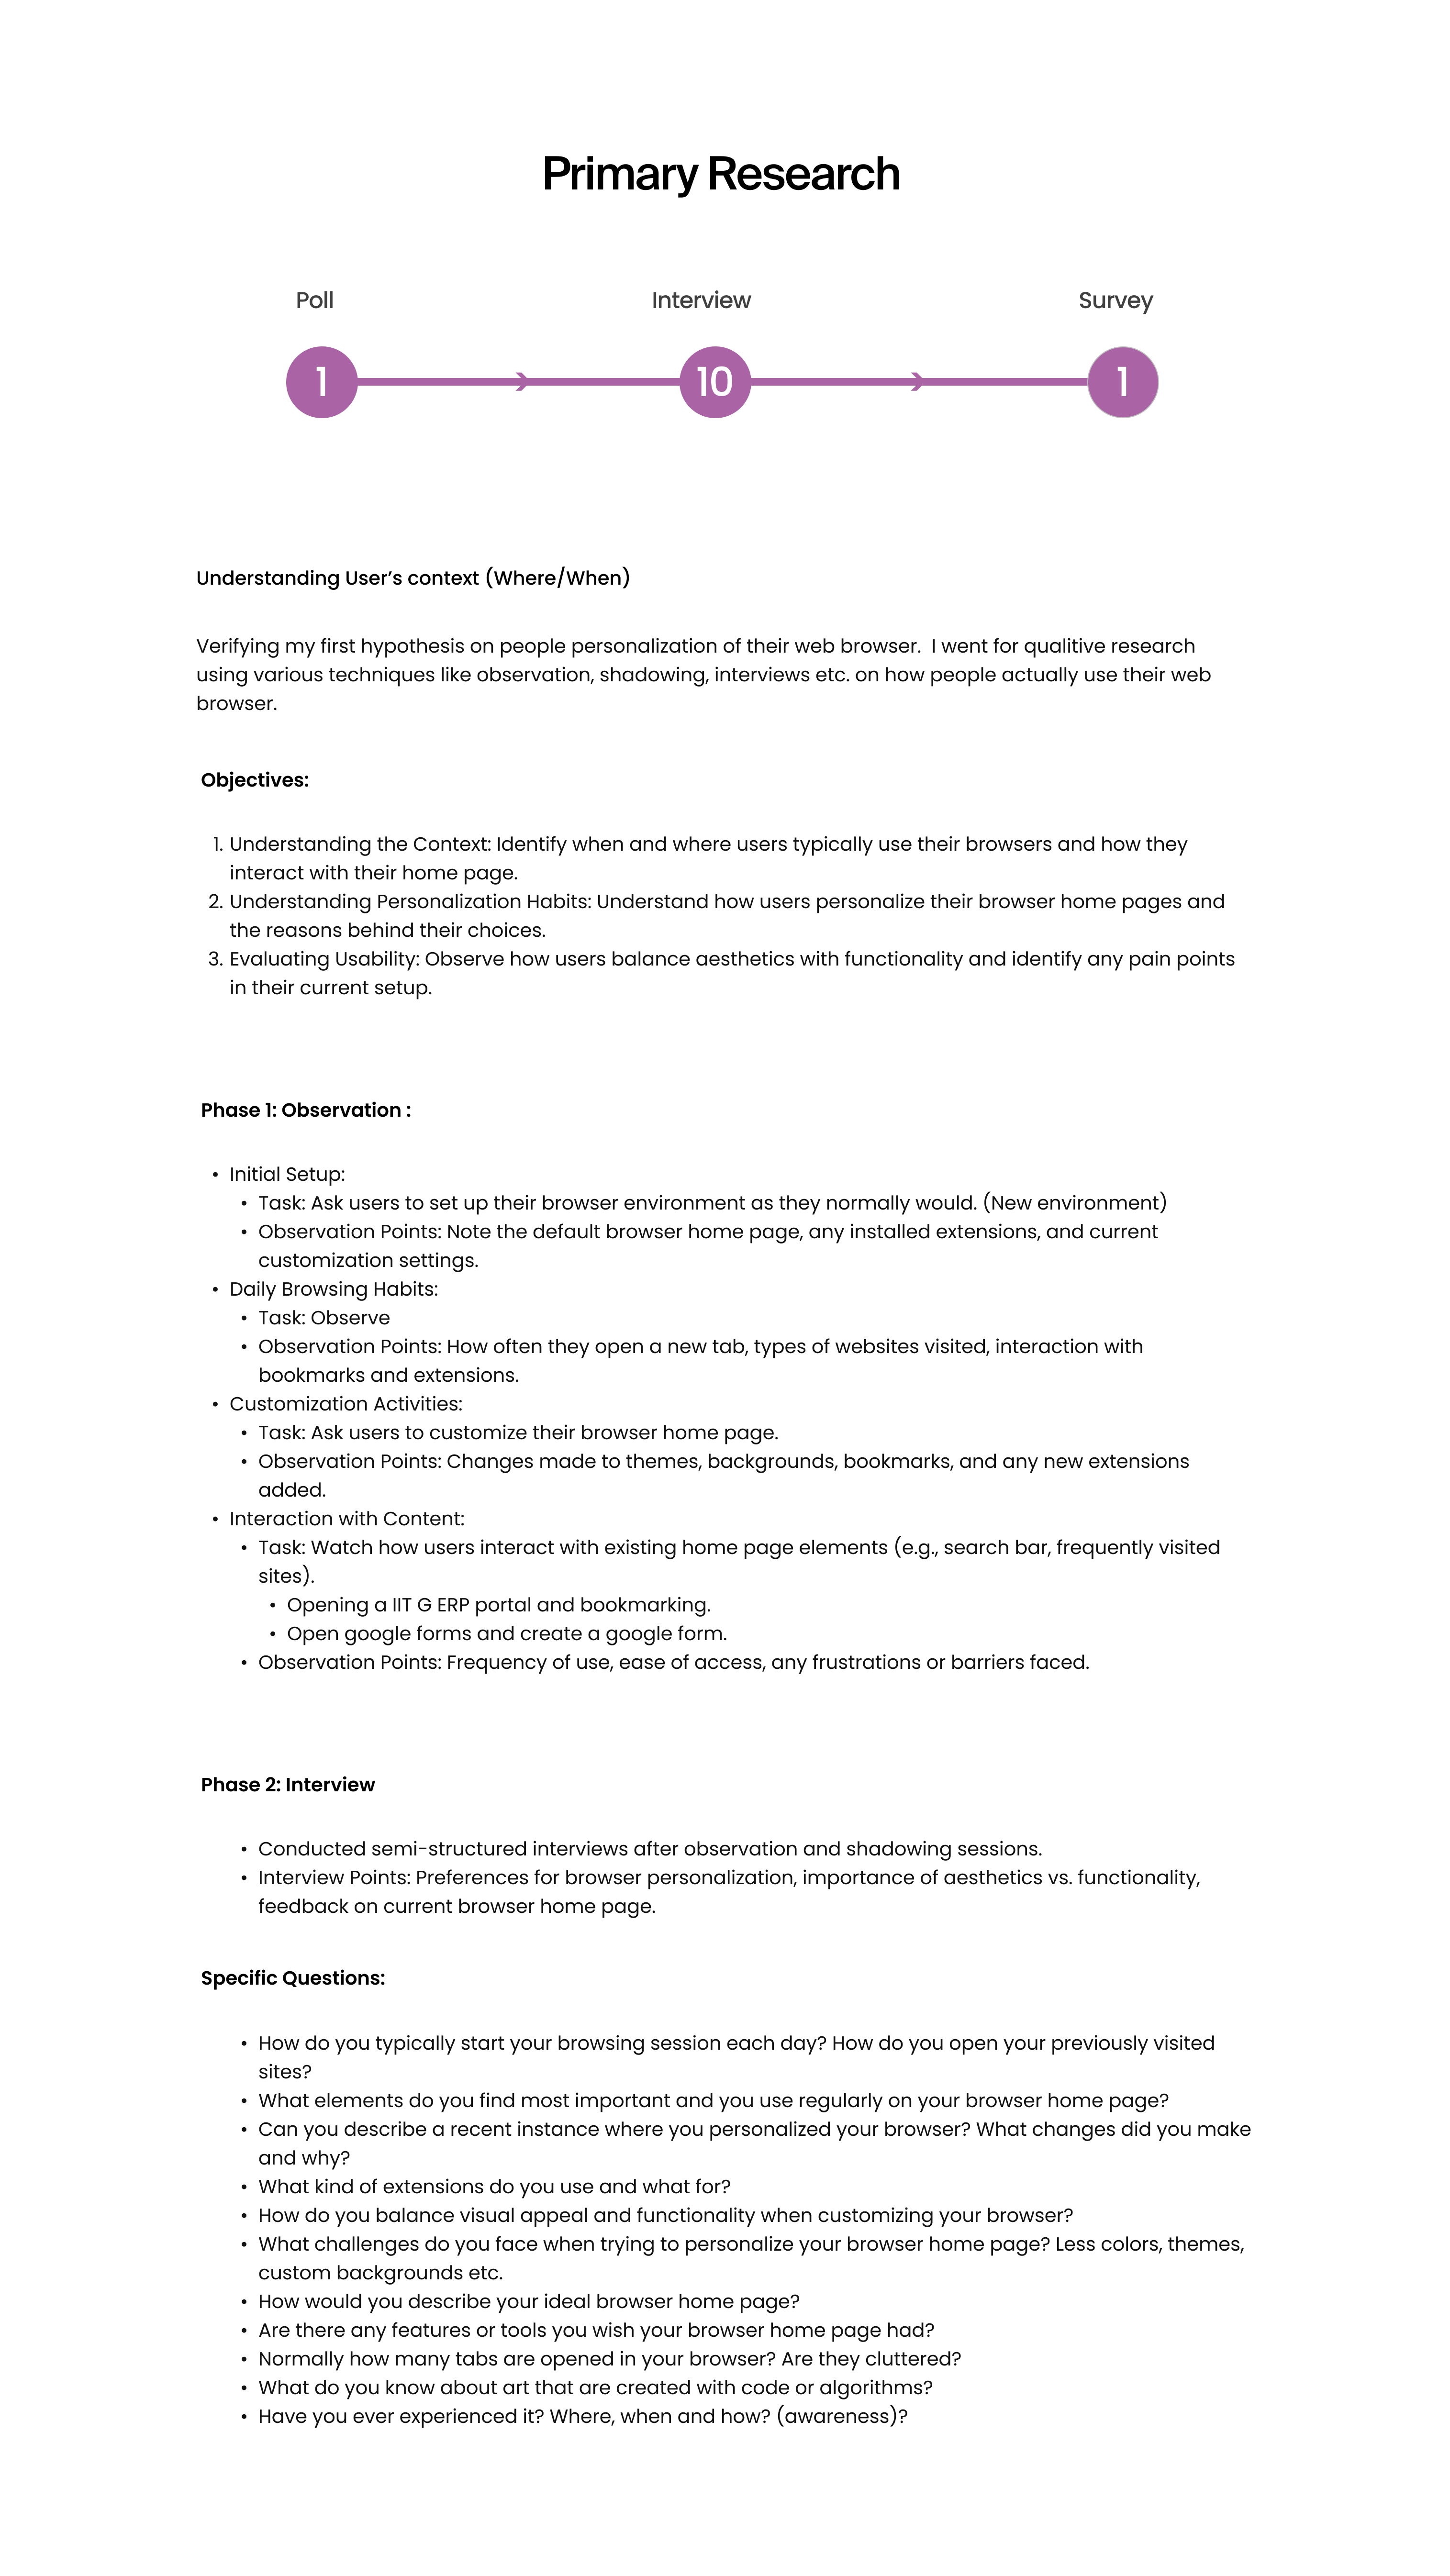 Primary Research
Poll
Interview
Survey
1
10
1
Understanding User’s context (Where/When)
Verifying my first hypothesis on people personalization of their web browser.  I went for qualitive research
using various techniques like observation, shadowing, interviews etc. on how people actually use their web
browser.
Objectives:
1. Understanding the Context: Identify when and where users typically use their browsers and how they
interact with their home page.
2. Understanding Personalization Habits: Understand how users personalize their browser home pages and
the reasons behind their choices.
3. Evaluating Usability: Observe how users balance aesthetics with functionality and identify any pain points
in their current setup.
Phase 1: Observation :
• Initial Setup:
• Task: Ask users to set up their browser environment as they normally would. (New environment)
• Observation Points: Note the default browser home page, any installed extensions, and current
customization settings.
• Daily Browsing Habits:
• Task: Observe
• Observation Points: How often they open a new tab, types of websites visited, interaction with
bookmarks and extensions.
• Customization Activities:
• Task: Ask users to customize their browser home page.
• Observation Points: Changes made to themes, backgrounds, bookmarks, and any new extensions
added.
• Interaction with Content:
• Task: Watch how users interact with existing home page elements (e.g., search bar, frequently visited
sites).
• Opening a IIT G ERP portal and bookmarking.
• Open google forms and create a google form.
• Observation Points: Frequency of use, ease of access, any frustrations or barriers faced.
Phase 2: Interview
• Conducted semi-structured interviews after observation and shadowing sessions.
• Interview Points: Preferences for browser personalization, importance of aesthetics vs. functionality,
feedback on current browser home page.
Specific Questions:
• How do you typically start your browsing session each day? How do you open your previously visited
sites?
• What elements do you find most important and you use regularly on your browser home page?
• Can you describe a recent instance where you personalized your browser? What changes did you make
and why?
• What kind of extensions do you use and what for?
• How do you balance visual appeal and functionality when customizing your browser?
• What challenges do you face when trying to personalize your browser home page? Less colors, themes,
custom backgrounds etc.
• How would you describe your ideal browser home page?
• Are there any features or tools you wish your browser home page had?
• Normally how many tabs are opened in your browser? Are they cluttered?
• What do you know about art that are created with code or algorithms?
• Have you ever experienced it? Where, when and how? (awareness)?